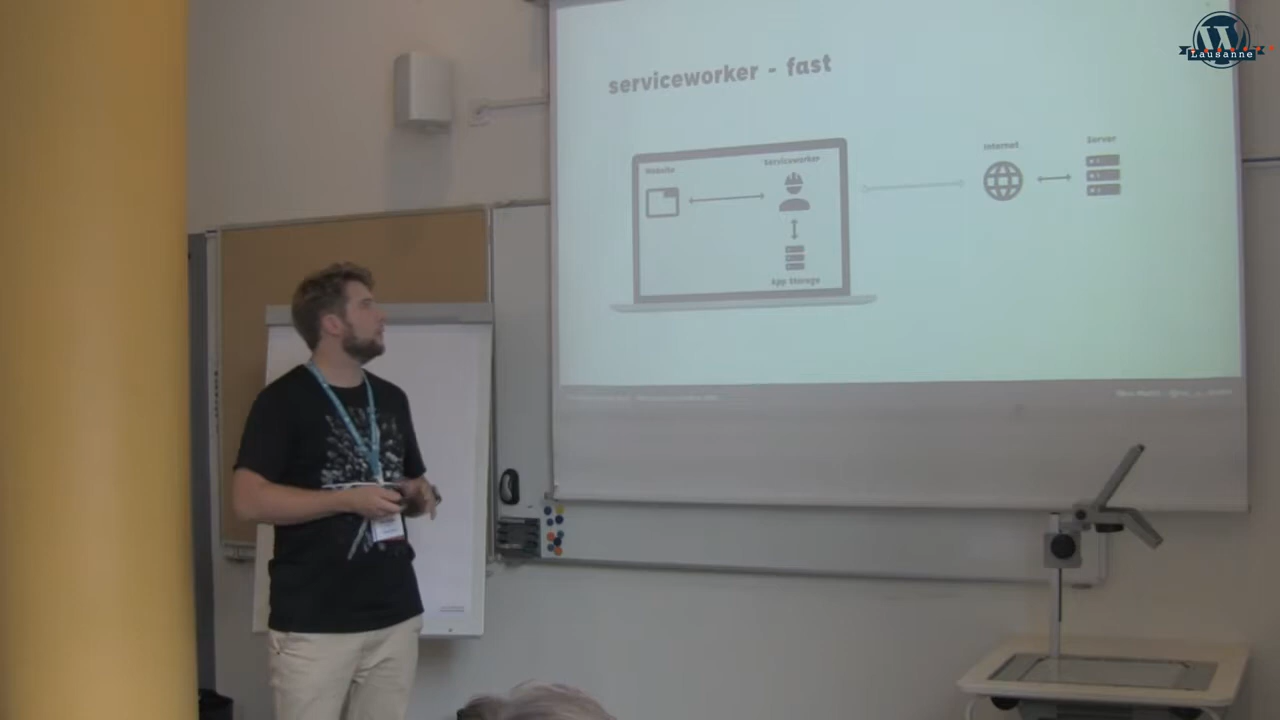 Lausanne
serviceworker - fast
Internet
Server
Website
Serviceworker
App Storage